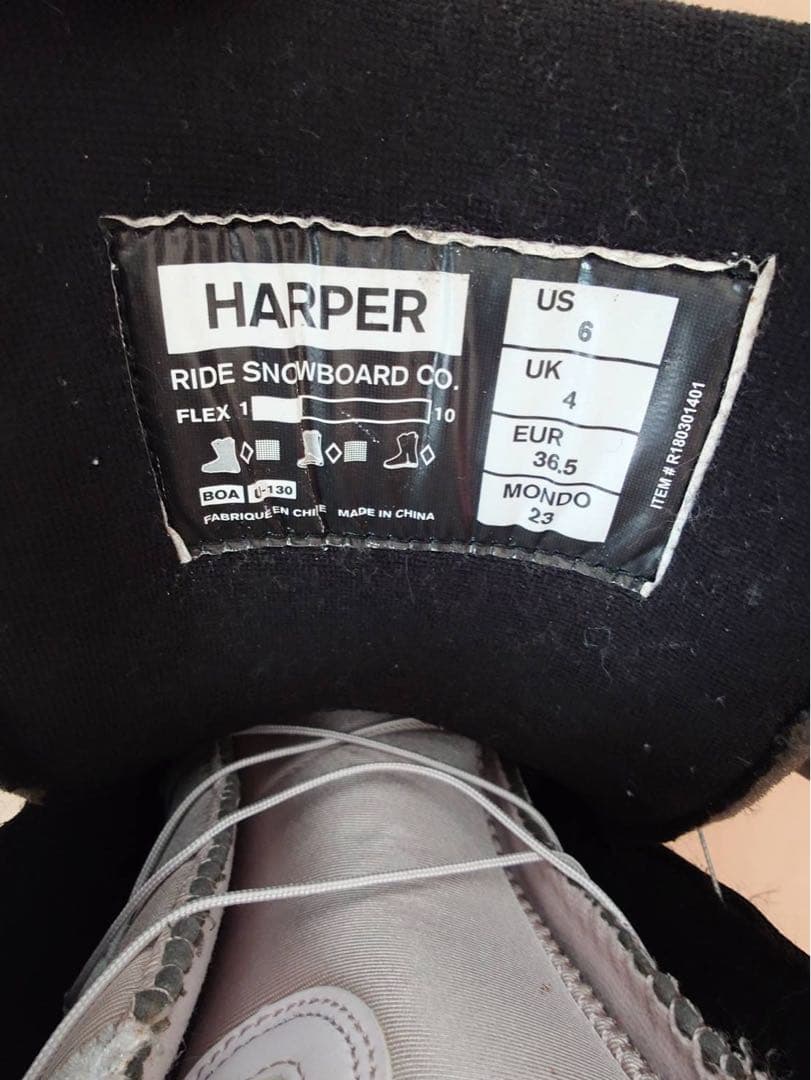 HARPER
RIDE SNOWBOARD CO.
FLEX 1 10
BOA
FABRIQUE EN CHINE MADE IN CHINA
US
6
UK
4
EUR
36.5
MONDO
23
ITEM # R180301401